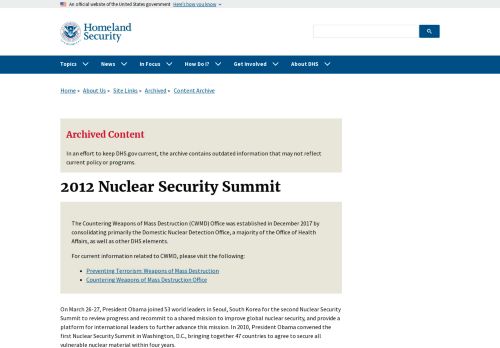 An official website of the United States government Here's how you know
Homeland
Security
Topics News In Focus How Do I? Get Involved About DHS
Home » About Us » Site Links » Archived » Content Archive
Archived Content
In an effort to keep DHS.gov current, the archive contains outdated information that may not reflect
current policy or programs.
2012 Nuclear Security Summit
The Countering Weapons of Mass Destruction (CWMD) Office was established in December 2017 by
consolidating primarily the Domestic Nuclear Detection Office, a majority of the Office of Health
Affairs, as well as other DHS elements.
For current information related to CWMD, please visit the following:
Preventing Terrorism: Weapons of Mass Destruction
Countering Weapons of Mass Destruction Office
On March 26-27, President Obama joined 53 world leaders in Seoul, South Korea for the second Nuclear Security
Summit to review progress and recommit to a shared mission to improve global nuclear security, and provide a
platform for international leaders to further advance this mission. In 2010, President Obama convened the
first Nuclear Security Summit in Washington, D.C., bringing together 47 countries to agree to secure all
vulnerable nuclear material within four years.